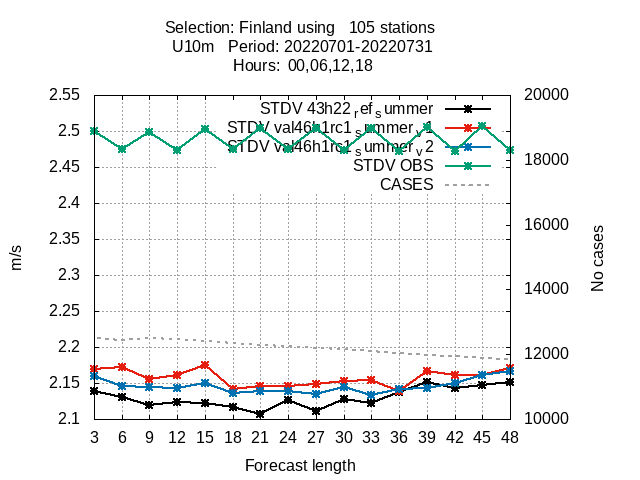 Selection: Finland using   105 stations
U10m   Period: 20220701-20220731
Hours:  00,06,12,18
STDV 43h22_ref_summer
STDV val46h1rc1_summer_v1
STDV val46h1rc1_summer_v2
STDV OBS
CASES
2.55
2.5
2.45
2.4
2.35
2.3
2.25
2.2
2.15
2.1
m/s
20000
18000
16000
14000
12000
10000
No cases
3 6 9 12 15 18 21 24 27 30 33 36 39 42 45 48
Forecast length